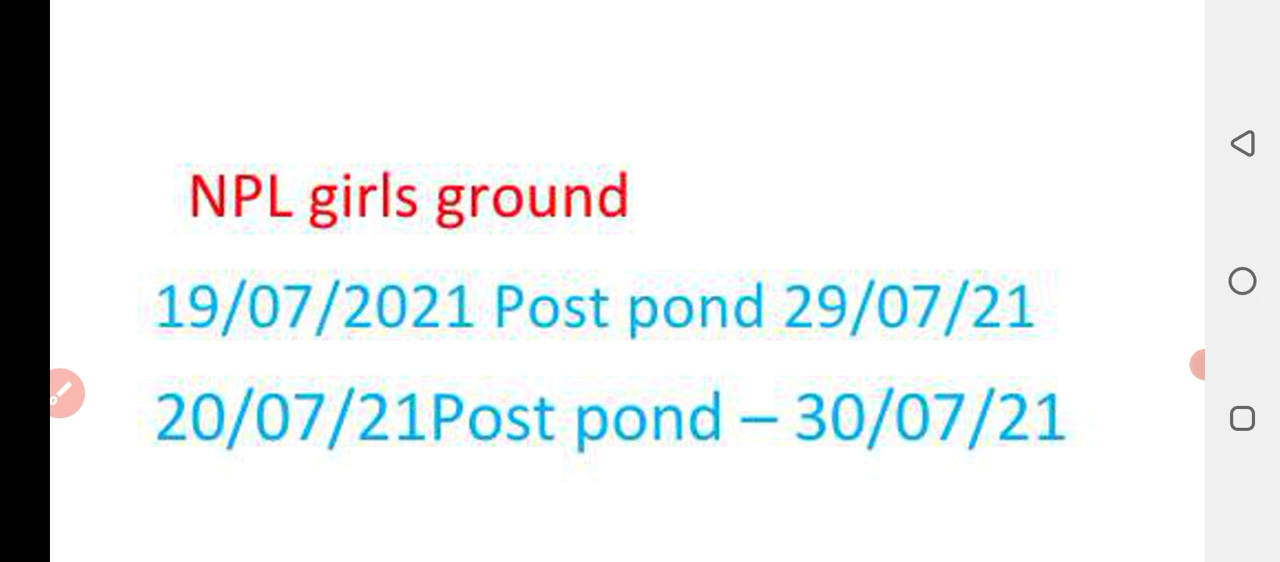 NPL girls ground
19/07/2021 Post pond 29/07/21
20/07/21Post pond – 30/07/21